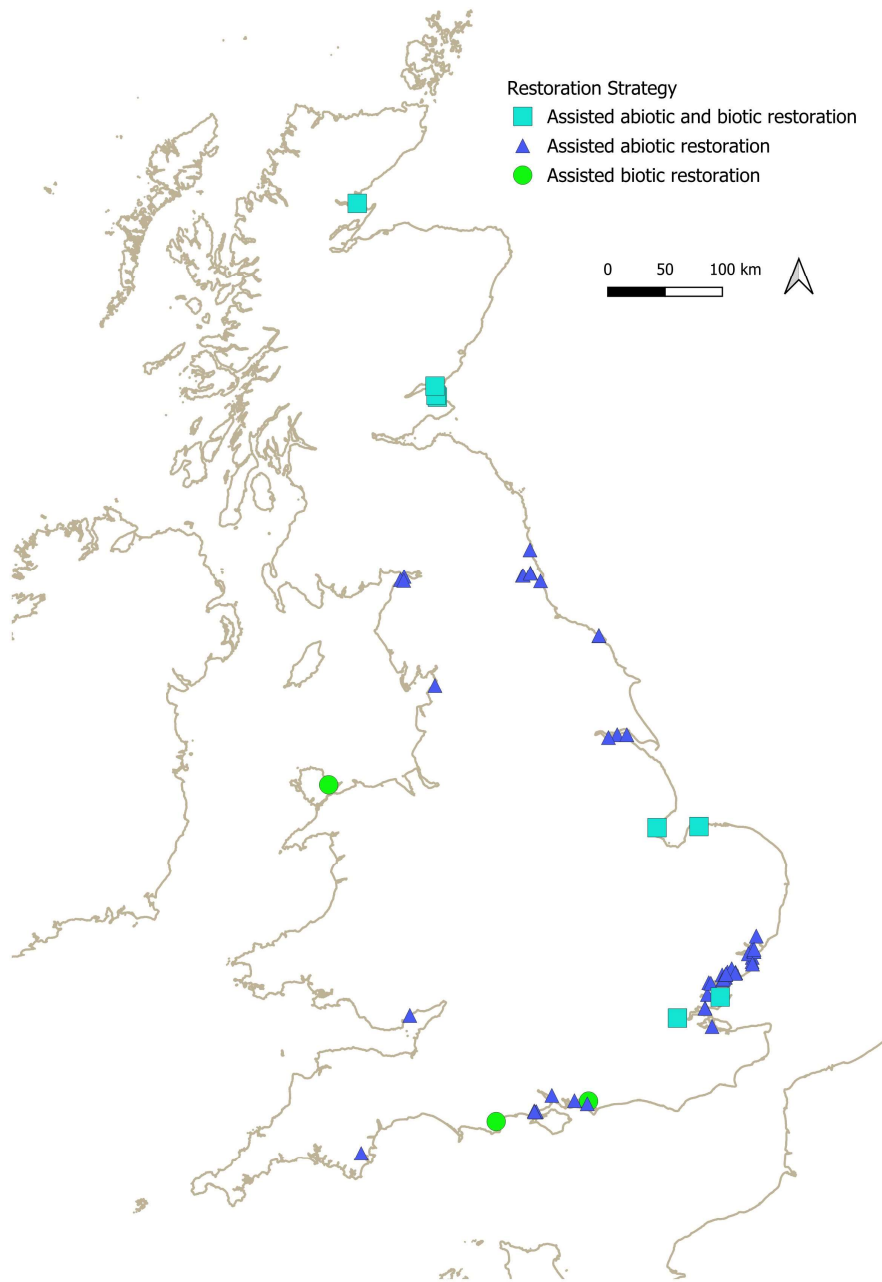 Restoration Strategy
Assisted abiotic and biotic restoration
Assisted abiotic restoration
Assisted biotic restoration
0 50 100 km